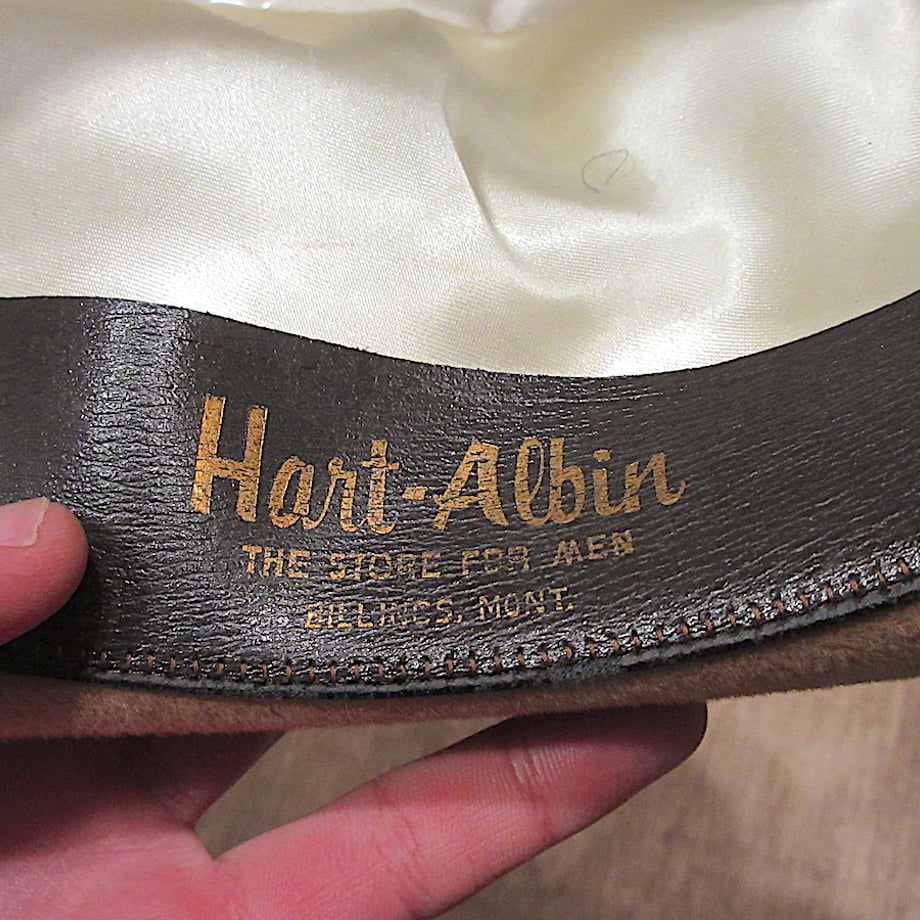 Hart-Albin
THE STORE FOR MEN
BILLINGS, MONT.